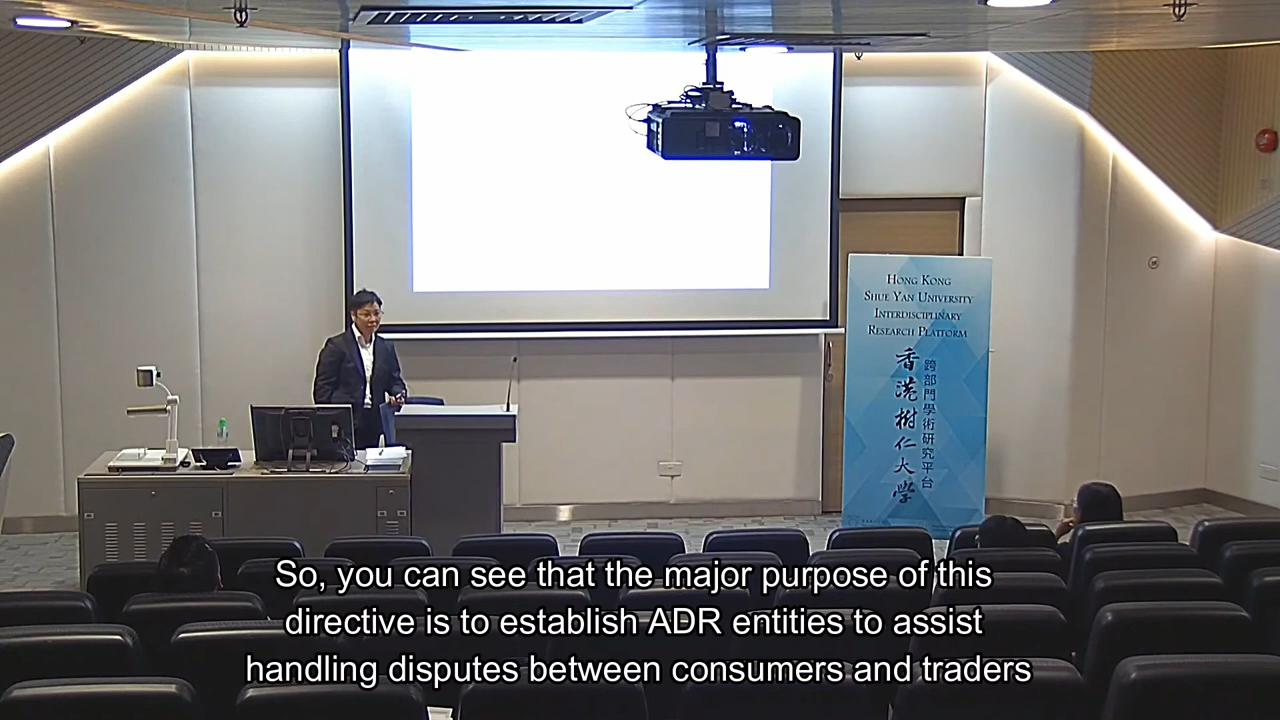 HONG KONG
SHUE YAN UNIVERSITY
INTERDISCIPLINARY
RESEARCH PLATFORM
香港樹仁大學
跨部門學術研究平台
So, you can see that the major purpose of this
directive is to establish ADR entities to assist
handling disputes between consumers and traders